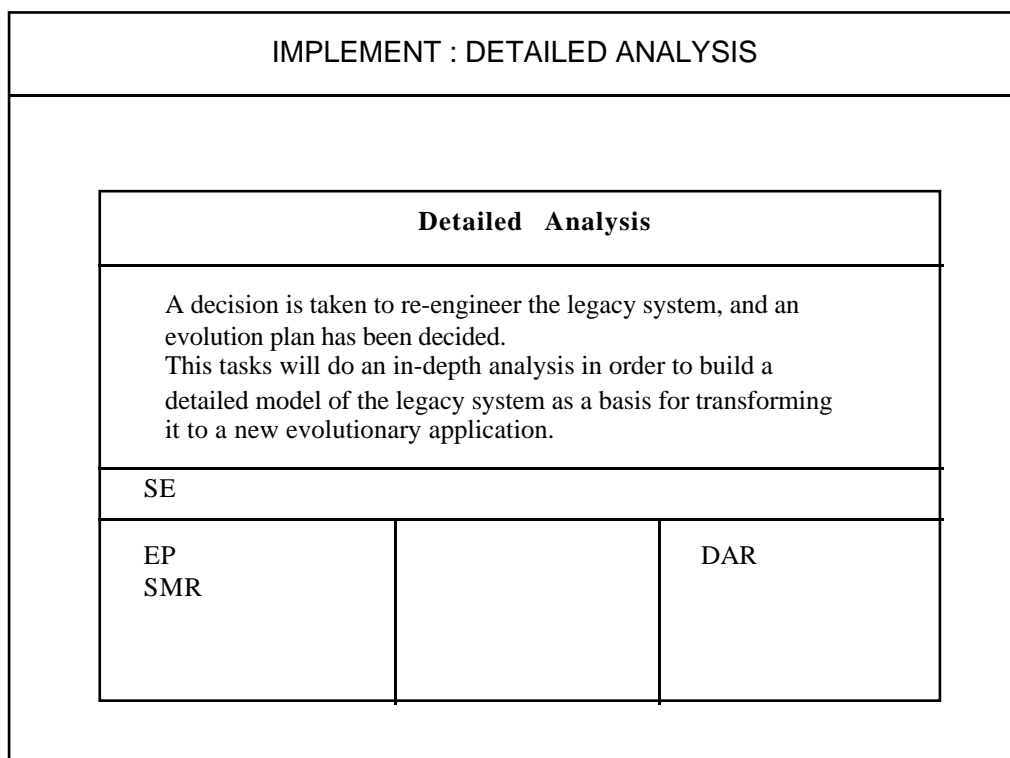 IMPLEMENT : DETAILED ANALYSIS
Detailed Analysis
A decision is taken to re-engineer the legacy system, and an
evolution plan has been decided.
This tasks will do an in-depth analysis in order to build a
detailed model of the legacy system as a basis for transforming
it to a new evolutionary application.
SE
EP
SMR
DAR